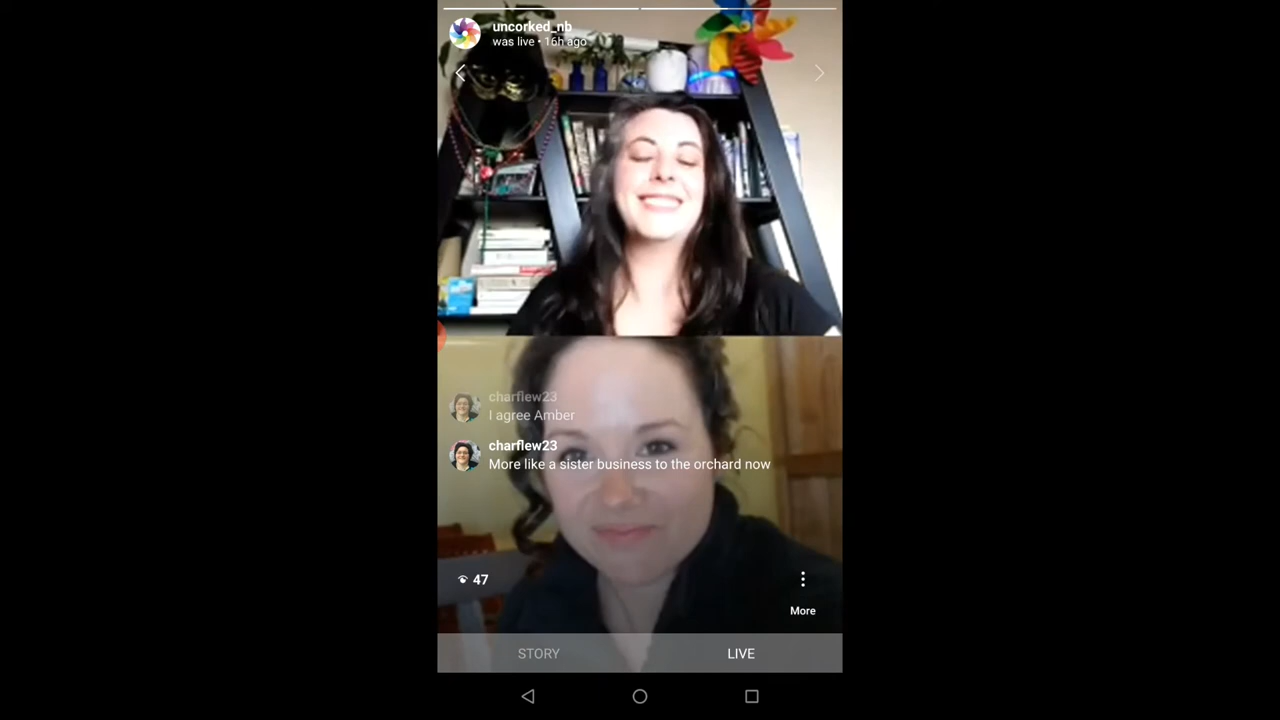 uncorked_nb
was live • 16h ago
charflew23
I agree Amber
charflew23
More like a sister business to the orchard now
47
More
STORY
LIVE